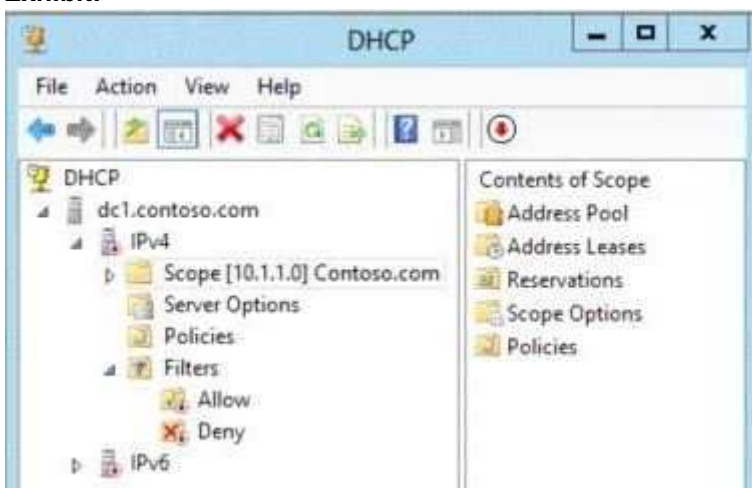 DHCP
File Action View Help
DHCP
dc1.contoso.com
IPv4
Scope [10.1.1.0] Contoso.com
Server Options
Policies
Filters
Allow
Deny
IPv6
Contents of Scope
Address Pool
Address Leases
Reservations
Scope Options
Policies